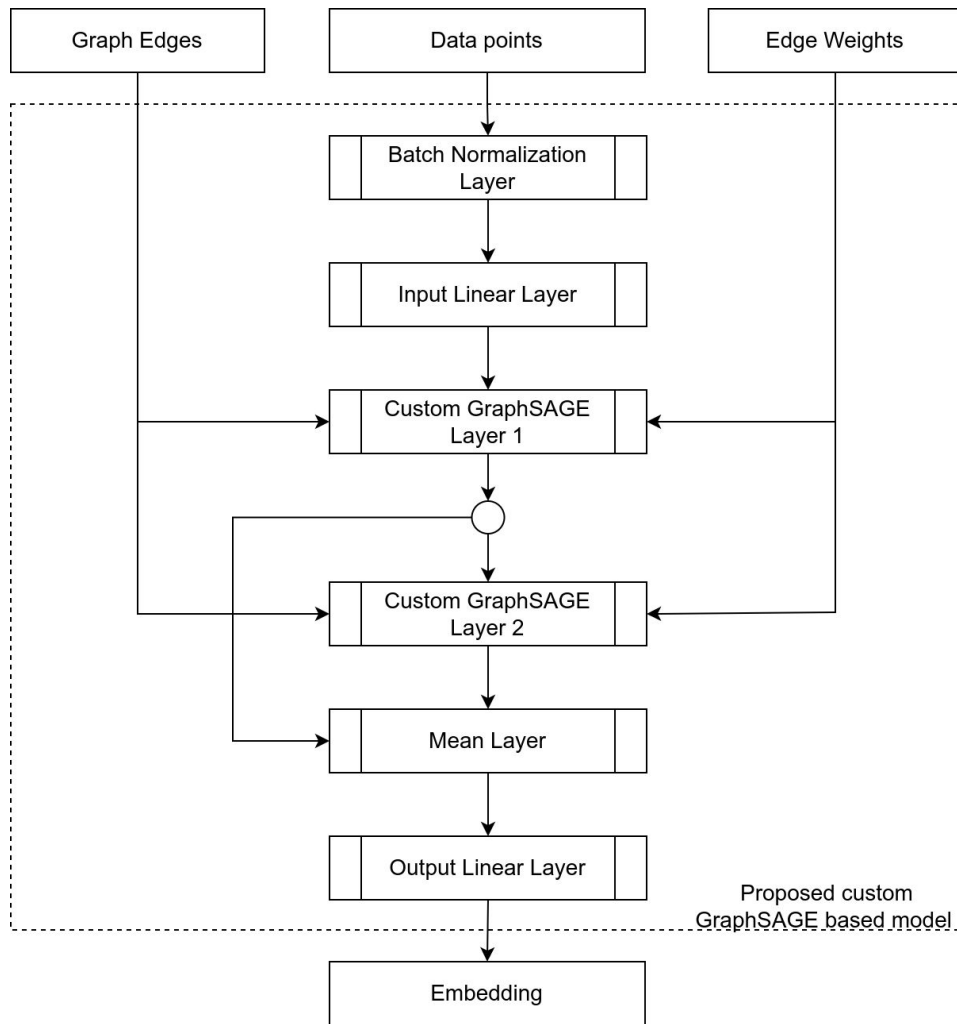 Graph Edges
Data points
Edge Weights
Batch Normalization
Layer
Input Linear Layer
Custom GraphSAGE
Layer 1
Custom GraphSAGE
Layer 2
Mean Layer
Output Linear Layer
Proposed custom
GraphSAGE based model
Embedding